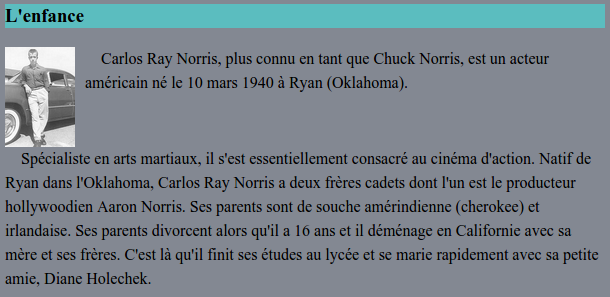 L'enfance
Carlos Ray Norris, plus connu en tant que Chuck Norris, est un acteur
américain né le 10 mars 1940 à Ryan (Oklahoma).
Spécialiste en arts martiaux, il s'est essentiellement consacré au cinéma d'action. Natif de
Ryan dans l'Oklahoma, Carlos Ray Norris a deux frères cadets dont l'un est le producteur
hollywoodien Aaron Norris. Ses parents sont de souche amérindienne (cherokee) et
irlandaise. Ses parents divorcent alors qu'il a 16 ans et il déménage en Californie avec sa
mère et ses frères. C'est là qu'il finit ses études au lycée et se marie rapidement avec sa petite
amie, Diane Holechek.